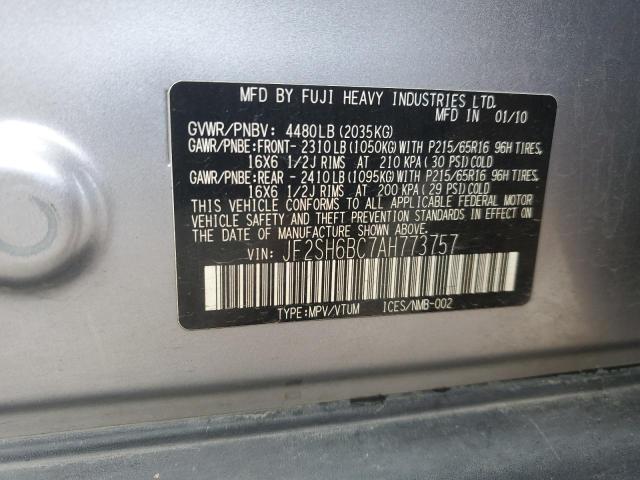 MFD BY FUJI HEAVY INDUSTRIES LTD.
MFD IN 01/10
GVWR/PNBV: 4480LB (2035KG)
GAWR/PNBE:FRONT- 2310LB (1050KG) WITH P215/65R16 96H TIRES,
16X6 1/2J RIMS AT 210 KPA ( 30 PSI) COLD
GAWR/PNBE:REAR - 2410LB (1095KG) WITH P215/65R16 96H TIRES,
16X6 1/2J RIMS AT 200 KPA (29 PSI) COLD
THIS VEHICLE CONFORMS TO ALL APPLICABLE FEDERAL MOTOR
VEHICLE SAFETY AND THEFT PREVENTION STANDARDS IN EFFECT
ON THE DATE OF MANUFACTURE SHOWN ABOVE.
VIN: JF2SH6BC7AH773757
TYPE:MPV/VTUM ICES/NMB-002